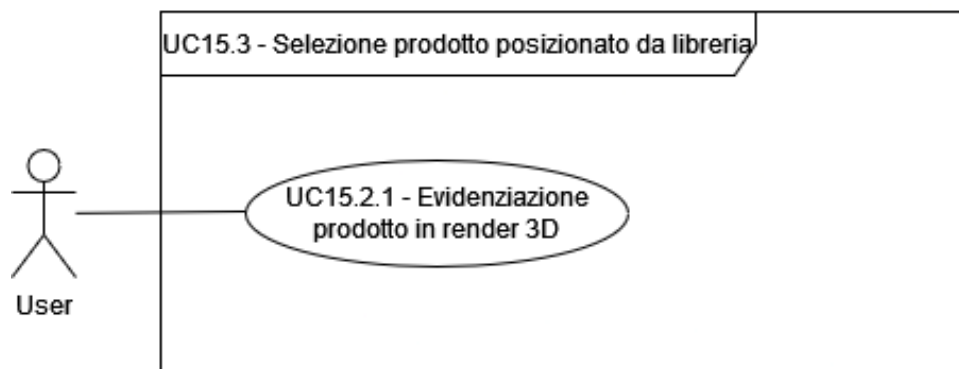 UC15.3 - Selezione prodotto posizionato da libreria
UC15.2.1 - Evidenziazione
prodotto in render 3D
User